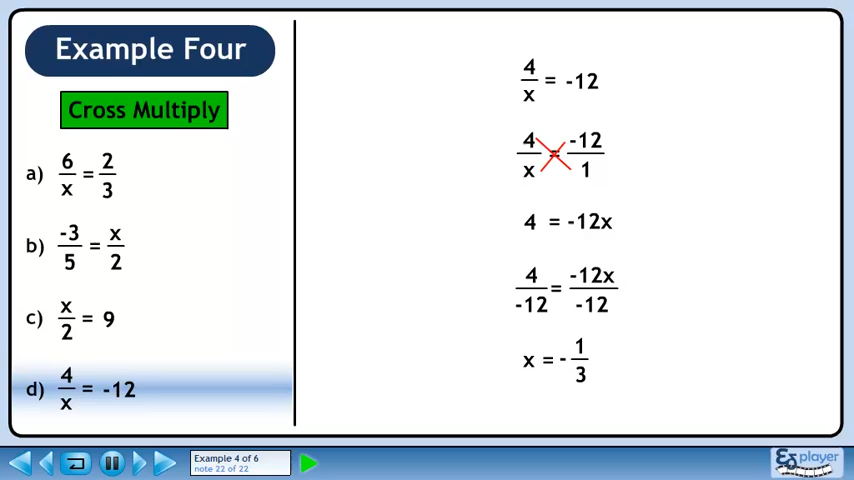 Example Four
Cross Multiply
a) 6/x = 2/3
b) -3/5 = x/2
c) x/2 = 9
d) 4/x = -12
4/x = -12
4/x = -12/1
4 = -12x
4/-12 = -12x/-12
x = -1/3
Example 4 of 6
note 22 of 22
player